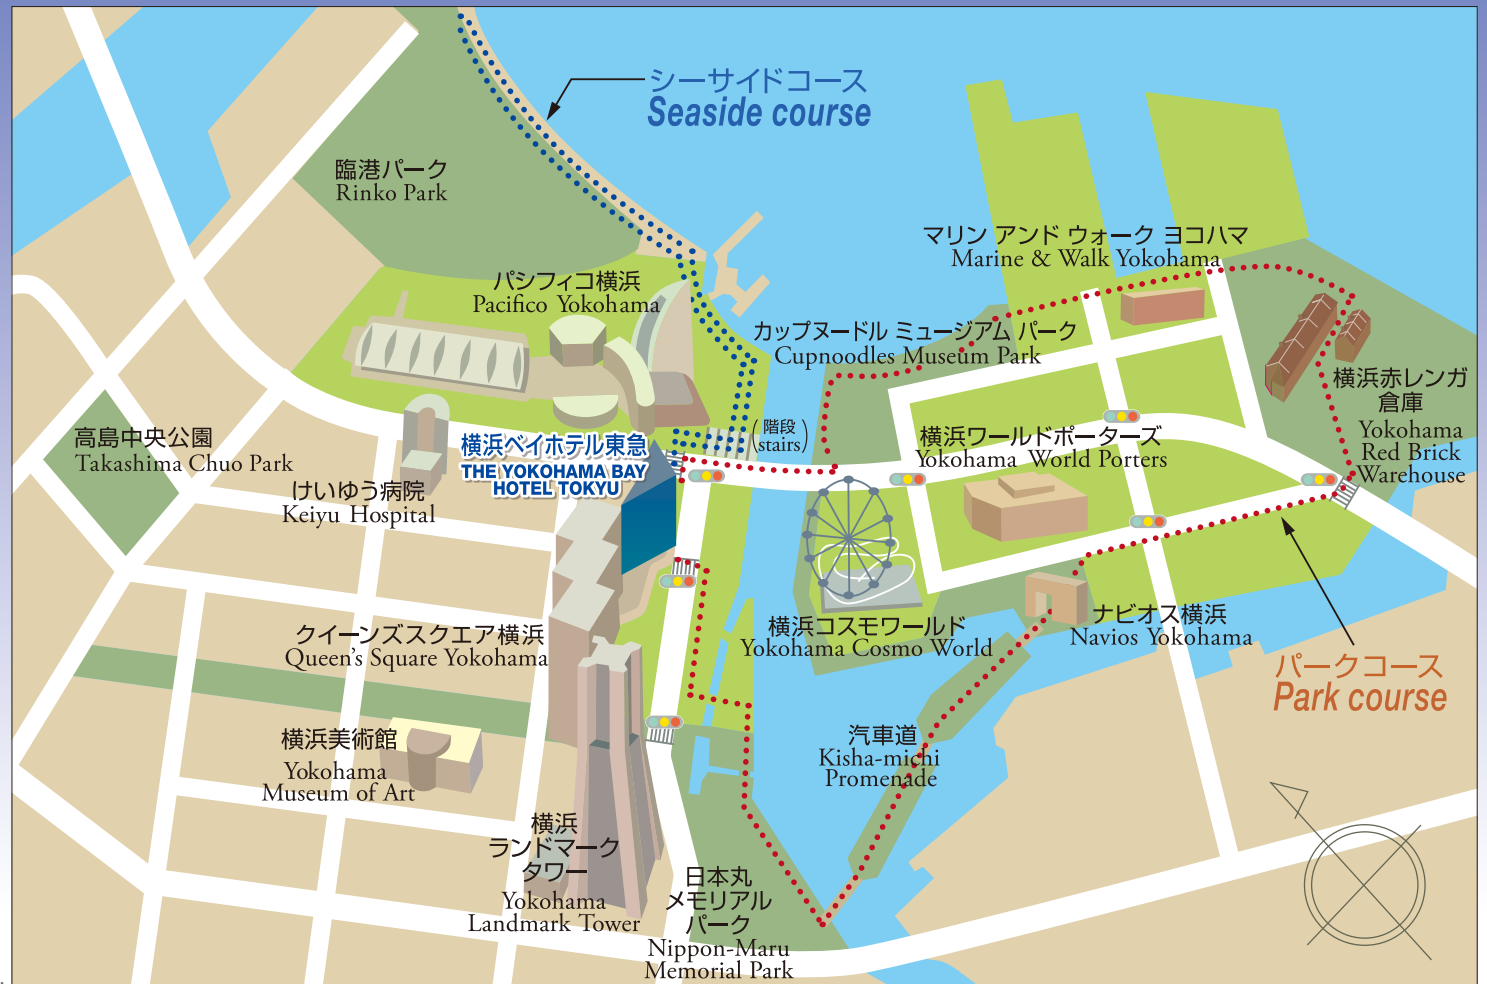 シーサイドコース
Seaside course
臨港パーク
Rinko Park
マリン アンド ウォーク ヨコハマ
Marine & Walk Yokohama
パシフィコ横浜
Pacifico Yokohama
カップヌードル ミュージアム パーク
Cupnoodles Museum Park
横浜赤レンガ
倉庫
Yokohama
Red Brick
Warehouse
高島中央公園
Takashima Chuo Park
横浜ベイホテル東急
THE YOKOHAMA BAY
HOTEL TOKYU
(階段
stairs)
横浜ワールドポーターズ
Yokohama World Porters
けいゆう病院
Keiyu Hospital
クイーンズスクエア横浜
Queen's Square Yokohama
横浜コスモワールド
Yokohama Cosmo World
ナビオス横浜
Navios Yokohama
パークコース
Park course
横浜美術館
Yokohama
Museum of Art
汽車道
Kisha-michi
Promenade
横浜
ランドマーク
タワー
Yokohama
Landmark Tower
日本丸
メモリアル
パーク
Nippon-Maru
Memorial Park